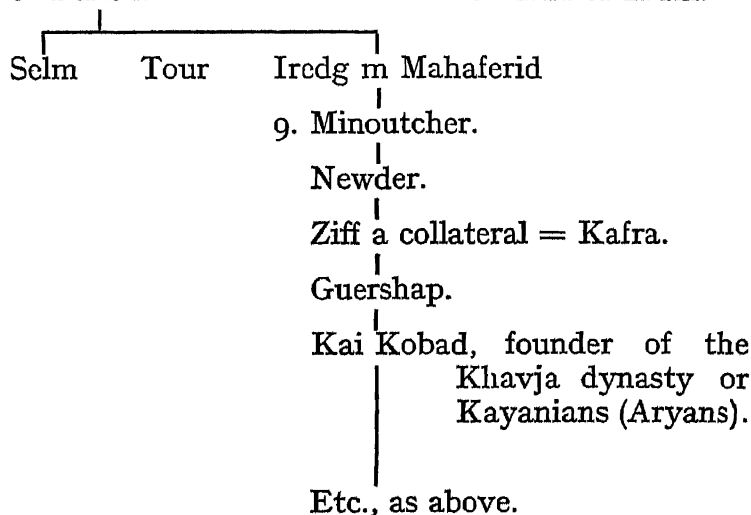 Selm Tour Iredg m Mahaferid
9. Minoutcher.
Newder.
Ziff a collateral = Kafra.
Guershap.
Kai Kobad, founder of the
Khavja dynasty or
Kayanians (Aryans).
Etc., as above.